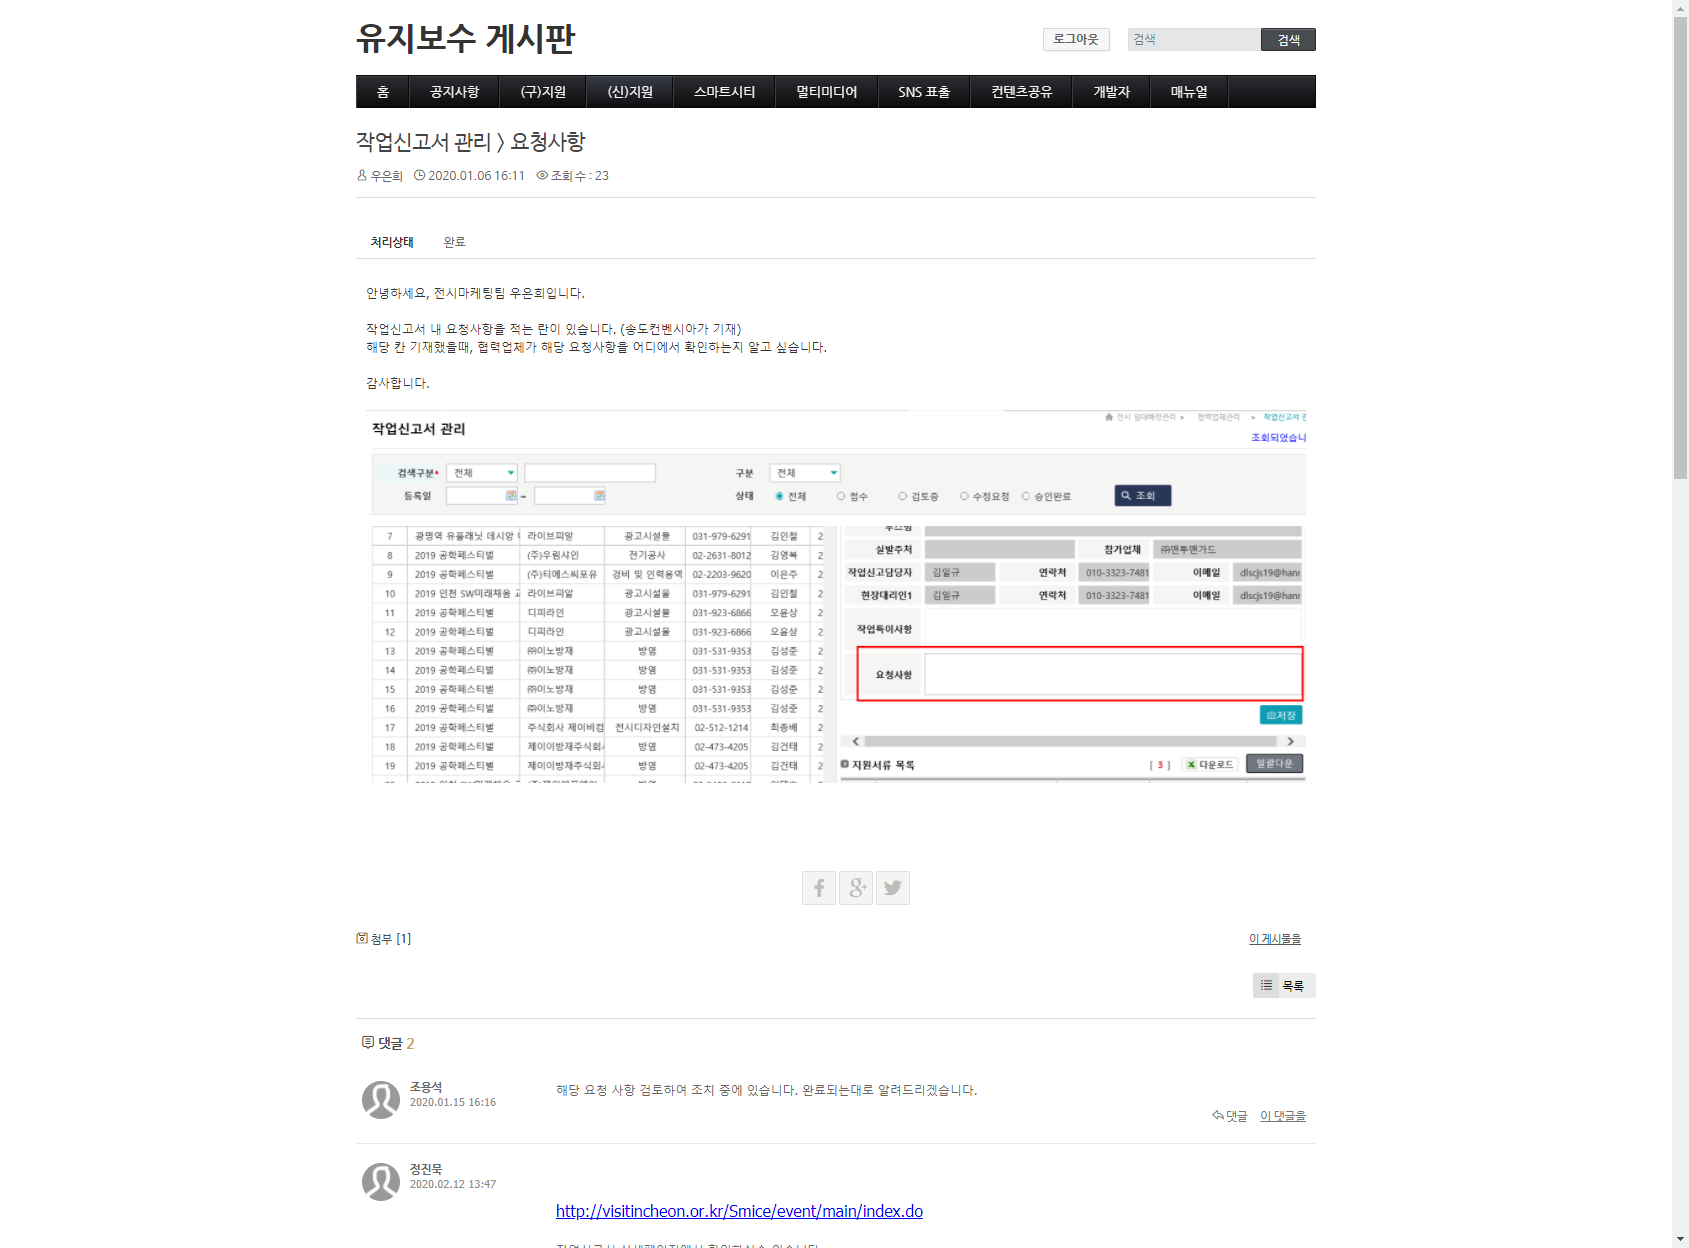 유지보수 게시판
로그아웃
검색
검색
홈
공지사항
(구)지원
(신)지원
스마트시티
멀티미디어
SNS 표출
컨텐츠공유
개발자
매뉴얼
작업신고서 관리 > 요청사항
우은희 2020.01.06 16:11 조회 수 : 23
처리상태 완료
안녕하세요, 전시마케팅팀 우은희입니다.
작업신고서 내 요청사항을 적는 란이 있습니다. (송도컨벤시아가 기재)
해당 칸 기재했을때, 협력업체가 해당 요청사항을 어디에서 확인하는지 알고 싶습니다.
감사합니다.
전시 임대배정관리 > 협력업체관리 > 작업신고서
조회되었습니
작업신고서 관리
검색구분* 전체 구분 전체
등록일 ~ 상태 전체 접수 검토중 수정요청 승인완료 조회
7 광명역 유플래닛 데시앙 라이브피알 광고시설물 031-979-6291 김인철 2
8 2019 공학페스티벌 (주)우림샤인 전기공사 02-2631-8012 김영복 2
9 2019 공학페스티벌 (주)티에스씨포유 경비 및 인력용역 02-2203-9620 이은주 2
10 2019 인천 SW미래채움 라이브피알 광고시설물 031-979-6291 김인철 2
11 2019 공학페스티벌 디피라인 광고시설물 031-923-6866 오윤상 2
12 2019 공학페스티벌 디피라인 광고시설물 031-923-6866 오윤상 2
13 2019 공학페스티벌 ㈜이노방재 방염 031-531-9353 김성준 2
14 2019 공학페스티벌 ㈜이노방재 방염 031-531-9353 김성준 2
15 2019 공학페스티벌 ㈜이노방재 방염 031-531-9353 김성준 2
16 2019 공학페스티벌 ㈜이노방재 방염 031-531-9353 김성준 2
17 2019 공학페스티벌 주식회사 제이비컴 전시디자인설치 02-512-1214 최종배 2
18 2019 공학페스티벌 제이이방재주식회사 방염 02-473-4205 김건태 2
19 2019 공학페스티벌 제이이방재주식회사 방염 02-473-4205 김건태 2
실발주처 참가업체 ㈜맨투맨가드
작업신고담당자 김일규 연락처 010-3323-7481 이메일 dlscjs19@hanr
현장대리인1 김일규 연락처 010-3323-7481 이메일 dlscjs19@hanr
작업특이사항
요청사항
저장
지원서류 목록 [ 3 ] 다운로드 일괄다운
첨부 [1]
이 게시물을
목록
댓글 2
조용석
2020.01.15 16:16
해당 요청 사항 검토하여 조치 중에 있습니다. 완료되는대로 알려드리겠습니다.
댓글 이 댓글을
정진묵
2020.02.12 13:47
http://visitincheon.or.kr/Smice/event/main/index.do